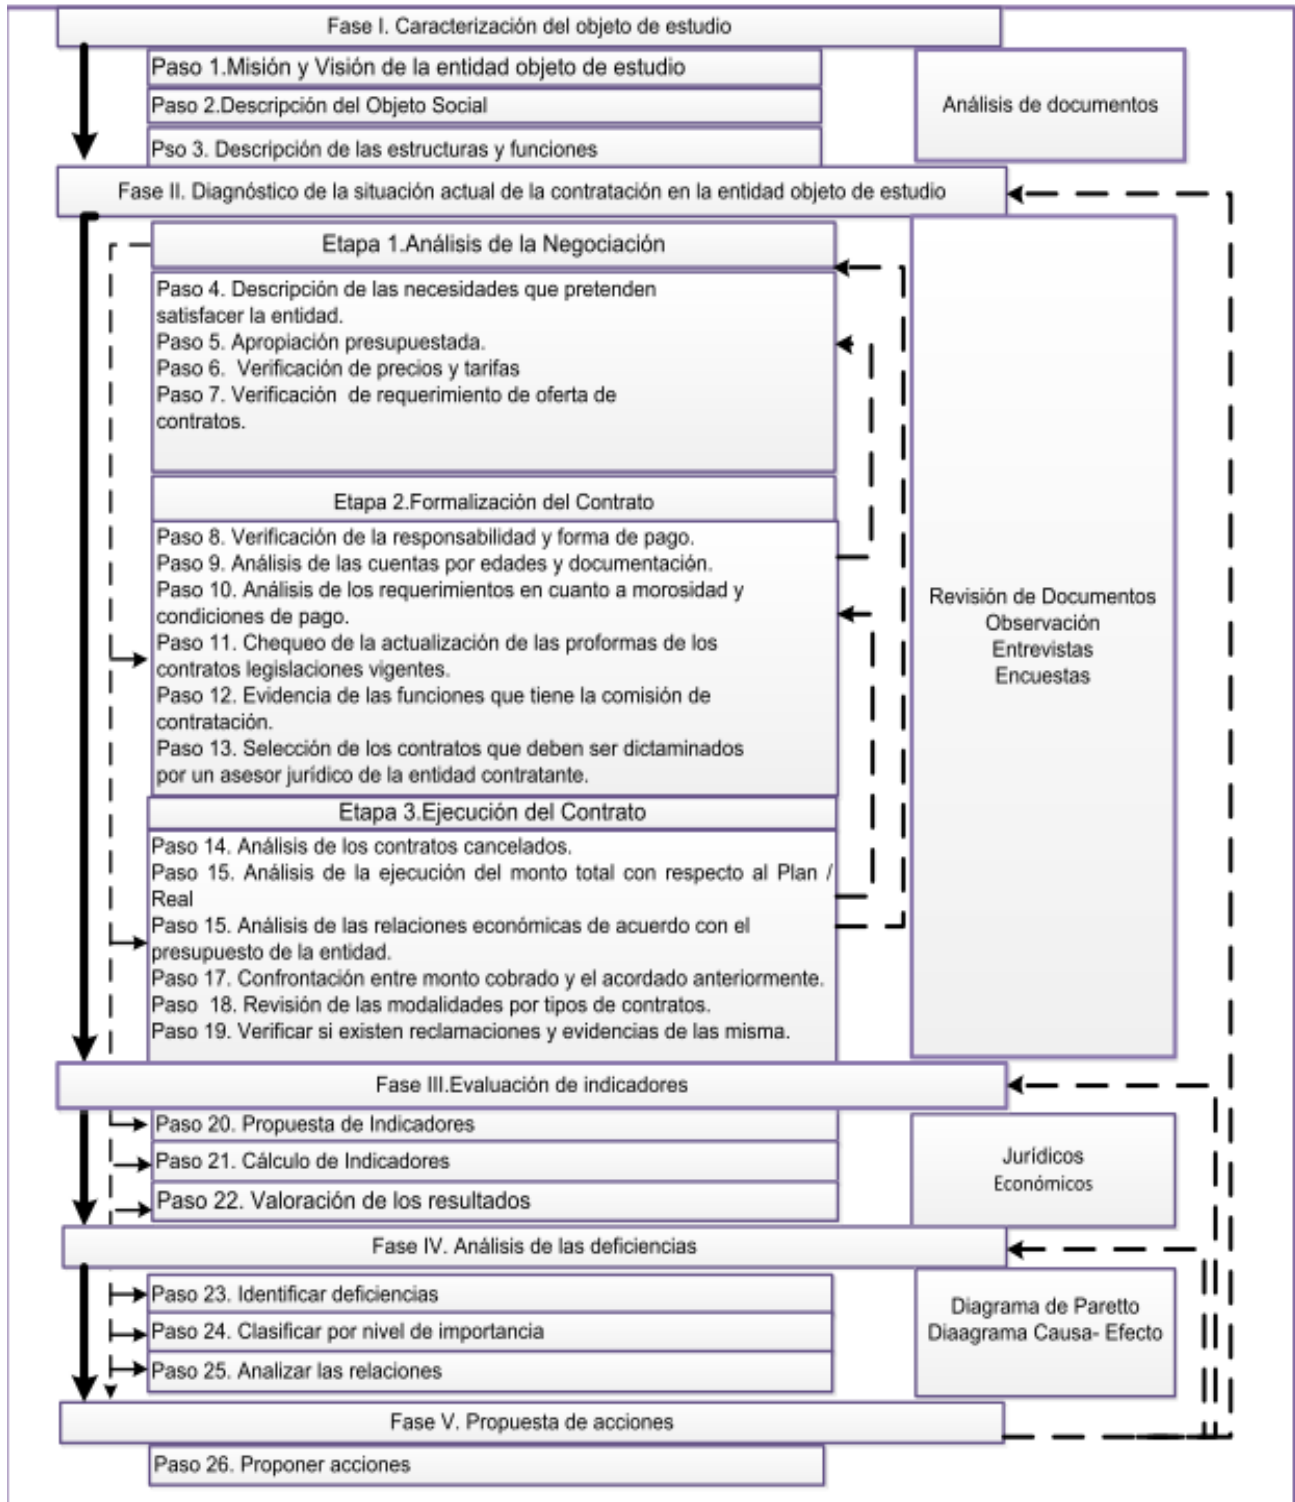 Fase I. Caracterización del objeto de estudio
Paso 1.Misión y Visión de la entidad objeto de estudio
Paso 2.Descripción del Objeto Social
Pso 3. Descripción de las estructuras y funciones
Análisis de documentos
Fase II. Diagnóstico de la situación actual de la contratación en la entidad objeto de estudio
Etapa 1.Análisis de la Negociación
Paso 4. Descripción de las necesidades que pretenden
satisfacer la entidad.
Paso 5. Apropiación presupuestada.
Paso 6.  Verificación de precios y tarifas
Paso 7. Verificación  de requerimiento de oferta de
contratos.
Etapa 2.Formalización del Contrato
Paso 8. Verificación de la responsabilidad y forma de pago.
Paso 9. Análisis de las cuentas por edades y documentación.
Paso 10. Análisis de los requerimientos en cuanto a morosidad y
condiciones de pago.
Paso 11. Chequeo de la actualización de las proformas de los
contratos legislaciones vigentes.
Paso 12. Evidencia de las funciones que tiene la comisión de
contratación.
Paso 13. Selección de los contratos que deben ser dictaminados
por un asesor jurídico de la entidad contratante.
Etapa 3.Ejecución del Contrato
Paso 14. Análisis de los contratos cancelados.
Paso 15. Análisis de la ejecución del monto total con respecto al Plan /
Real
Paso 15. Análisis de las relaciones económicas de acuerdo con el
presupuesto de la entidad.
Paso 17. Confrontación entre monto cobrado y el acordado anteriormente.
Paso  18. Revisión de las modalidades por tipos de contratos.
Paso 19. Verificar si existen reclamaciones y evidencias de las misma.
Revisión de Documentos
Observación
Entrevistas
Encuestas
Fase III.Evaluación de indicadores
Paso 20. Propuesta de Indicadores
Paso 21. Cálculo de Indicadores
Paso 22. Valoración de los resultados
Jurídicos
Económicos
Fase IV. Análisis de las deficiencias
Paso 23. Identificar deficiencias
Paso 24. Clasificar por nivel de importancia
Paso 25. Analizar las relaciones
Diagrama de Paretto
Diaagrama Causa- Efecto
Fase V. Propuesta de acciones
Paso 26. Proponer acciones